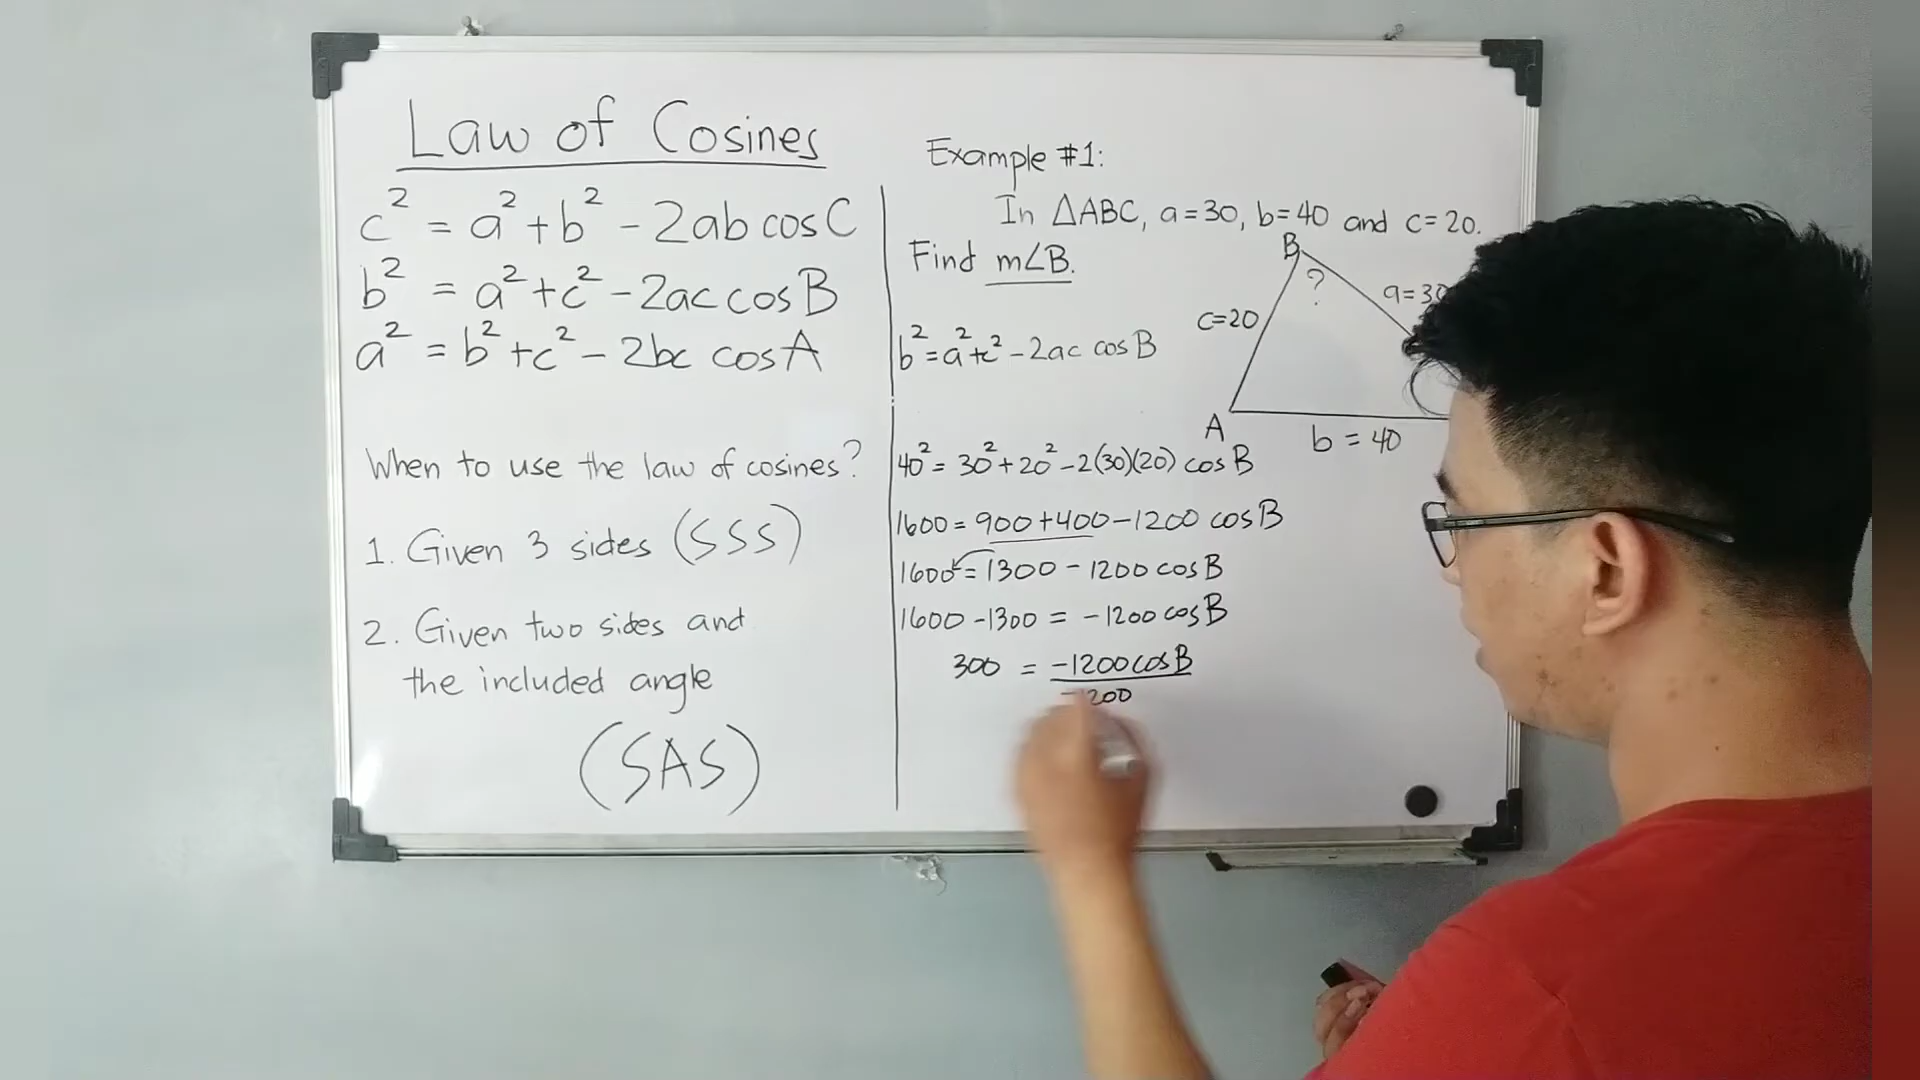 Law of Cosines
c² = a² + b² - 2ab cos C
b² = a² + c² - 2ac cos B
a² = b² + c² - 2bc cos A
When to use the law of cosines?
1. Given 3 sides (SSS)
2. Given two sides and
the included angle
(SAS)
Example #1:
In △ABC, a = 30, b = 40 and c = 20.
Find m∠B.
B
?
a = 30
c = 20
A
b = 40
b² = a² + c² - 2ac cos B
40² = 30² + 20² - 2(30)(20) cos B
1600 = 900 + 400 - 1200 cos B
1600 = 1300 - 1200 cos B
1600 - 1300 = -1200 cos B
300 = -1200 cos B
-1200